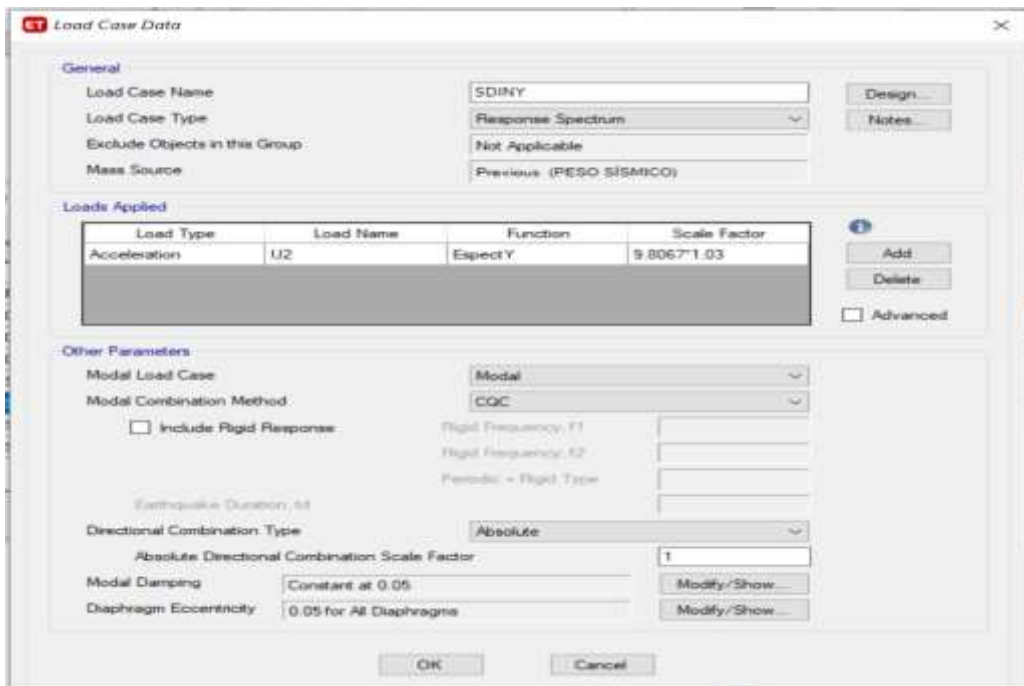 Load Case Data
General
Load Case Name SDINY Design...
Load Case Type Response Spectrum Notes...
Exclude Objects in this Group Not Applicable
Mass Source Previous (PESO SÍSMICO)
Loads Applied
Load Type Load Name Function Scale Factor
Acceleration U2 EspectY 9.8067*1.03
Add
Delete
Advanced
Other Parameters
Modal Load Case Modal
Modal Combination Method CQC
Include Rigid Response Rigid Frequency, f1
Rigid Frequency, f2
Periodic + Rigid Type
Earthquake Duration, td
Directional Combination Type Absolute
Absolute Directional Combination Scale Factor 1
Modal Damping Constant at 0.05 Modify/Show...
Diaphragm Eccentricity 0.05 for All Diaphragms Modify/Show...
OK Cancel